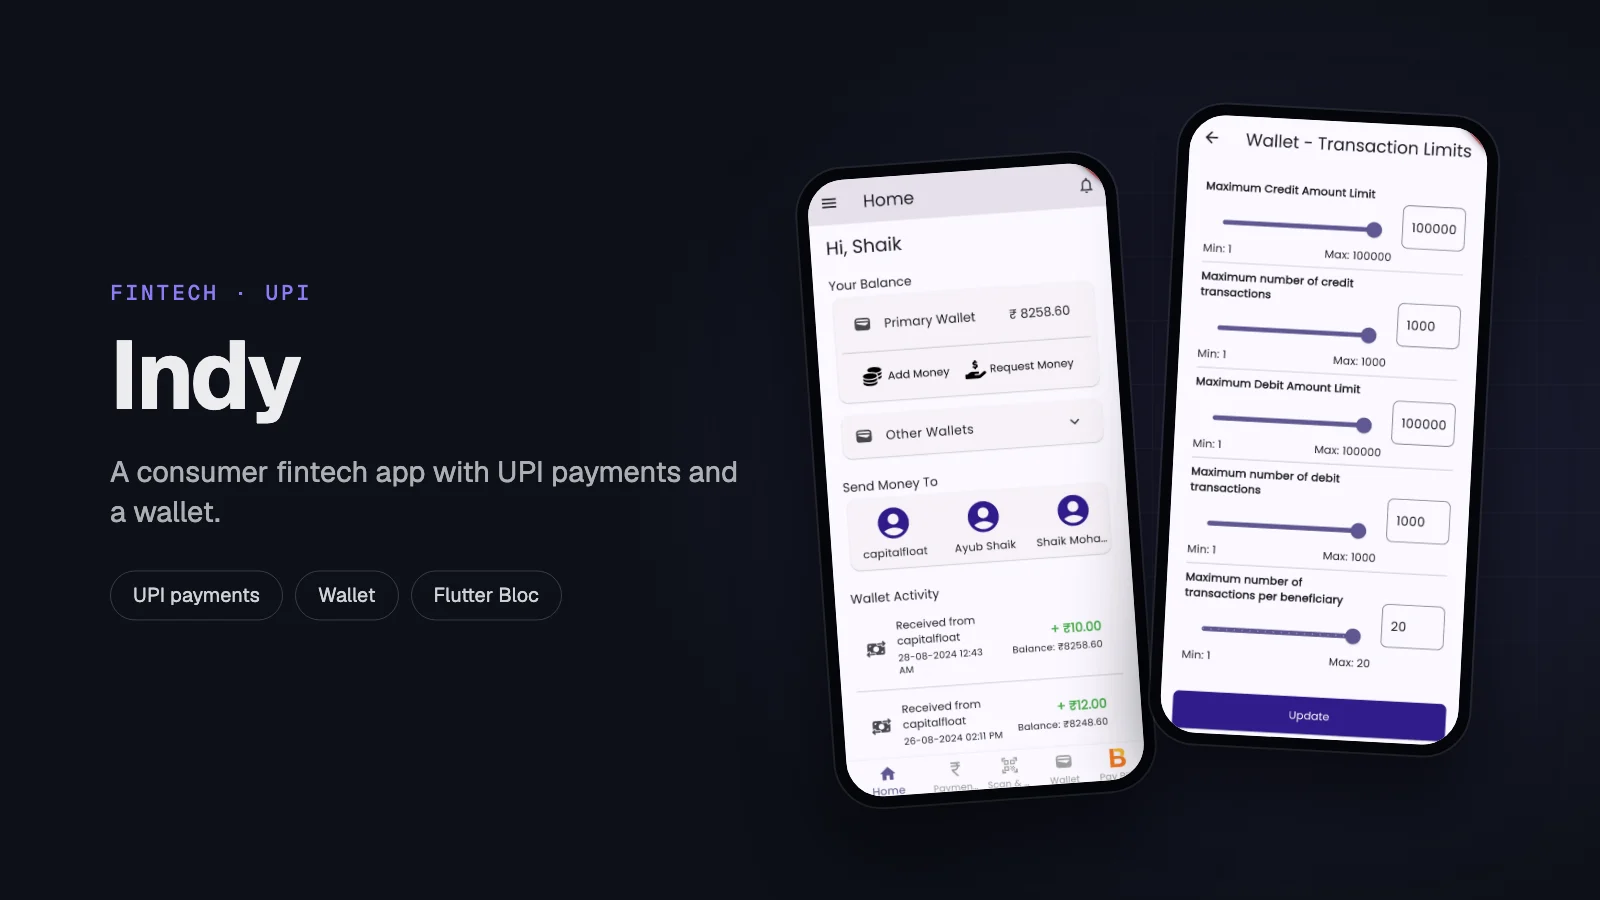 FINTECH · UPI
Indy
A consumer fintech app with UPI payments and
a wallet.
UPI payments
Wallet
Flutter Bloc
Home
Hi, Shaik
Your Balance
Primary Wallet
₹ 8258.60
Add Money
Request Money
Other Wallets
Send Money To
capitalfloat
Ayub Shaik
Shaik Moha...
Wallet Activity
Received from
capitalfloat
28-08-2024 12:43
AM
+ ₹10.00
Balance: ₹8258.60
Received from
capitalfloat
26-08-2024 02:11 PM
+ ₹12.00
Balance: ₹8248.60
Home
Paymen...
Scan & ...
Wallet
Pay
Wallet - Transaction Limits
Maximum Credit Amount Limit
100000
Min: 1
Max: 100000
Maximum number of credit
transactions
1000
Min: 1
Max: 1000
Maximum Debit Amount Limit
100000
Min: 1
Max: 100000
Maximum number of debit
transactions
1000
Min: 1
Max: 1000
Maximum number of
transactions per beneficiary
20
Min: 1
Max: 20
Update